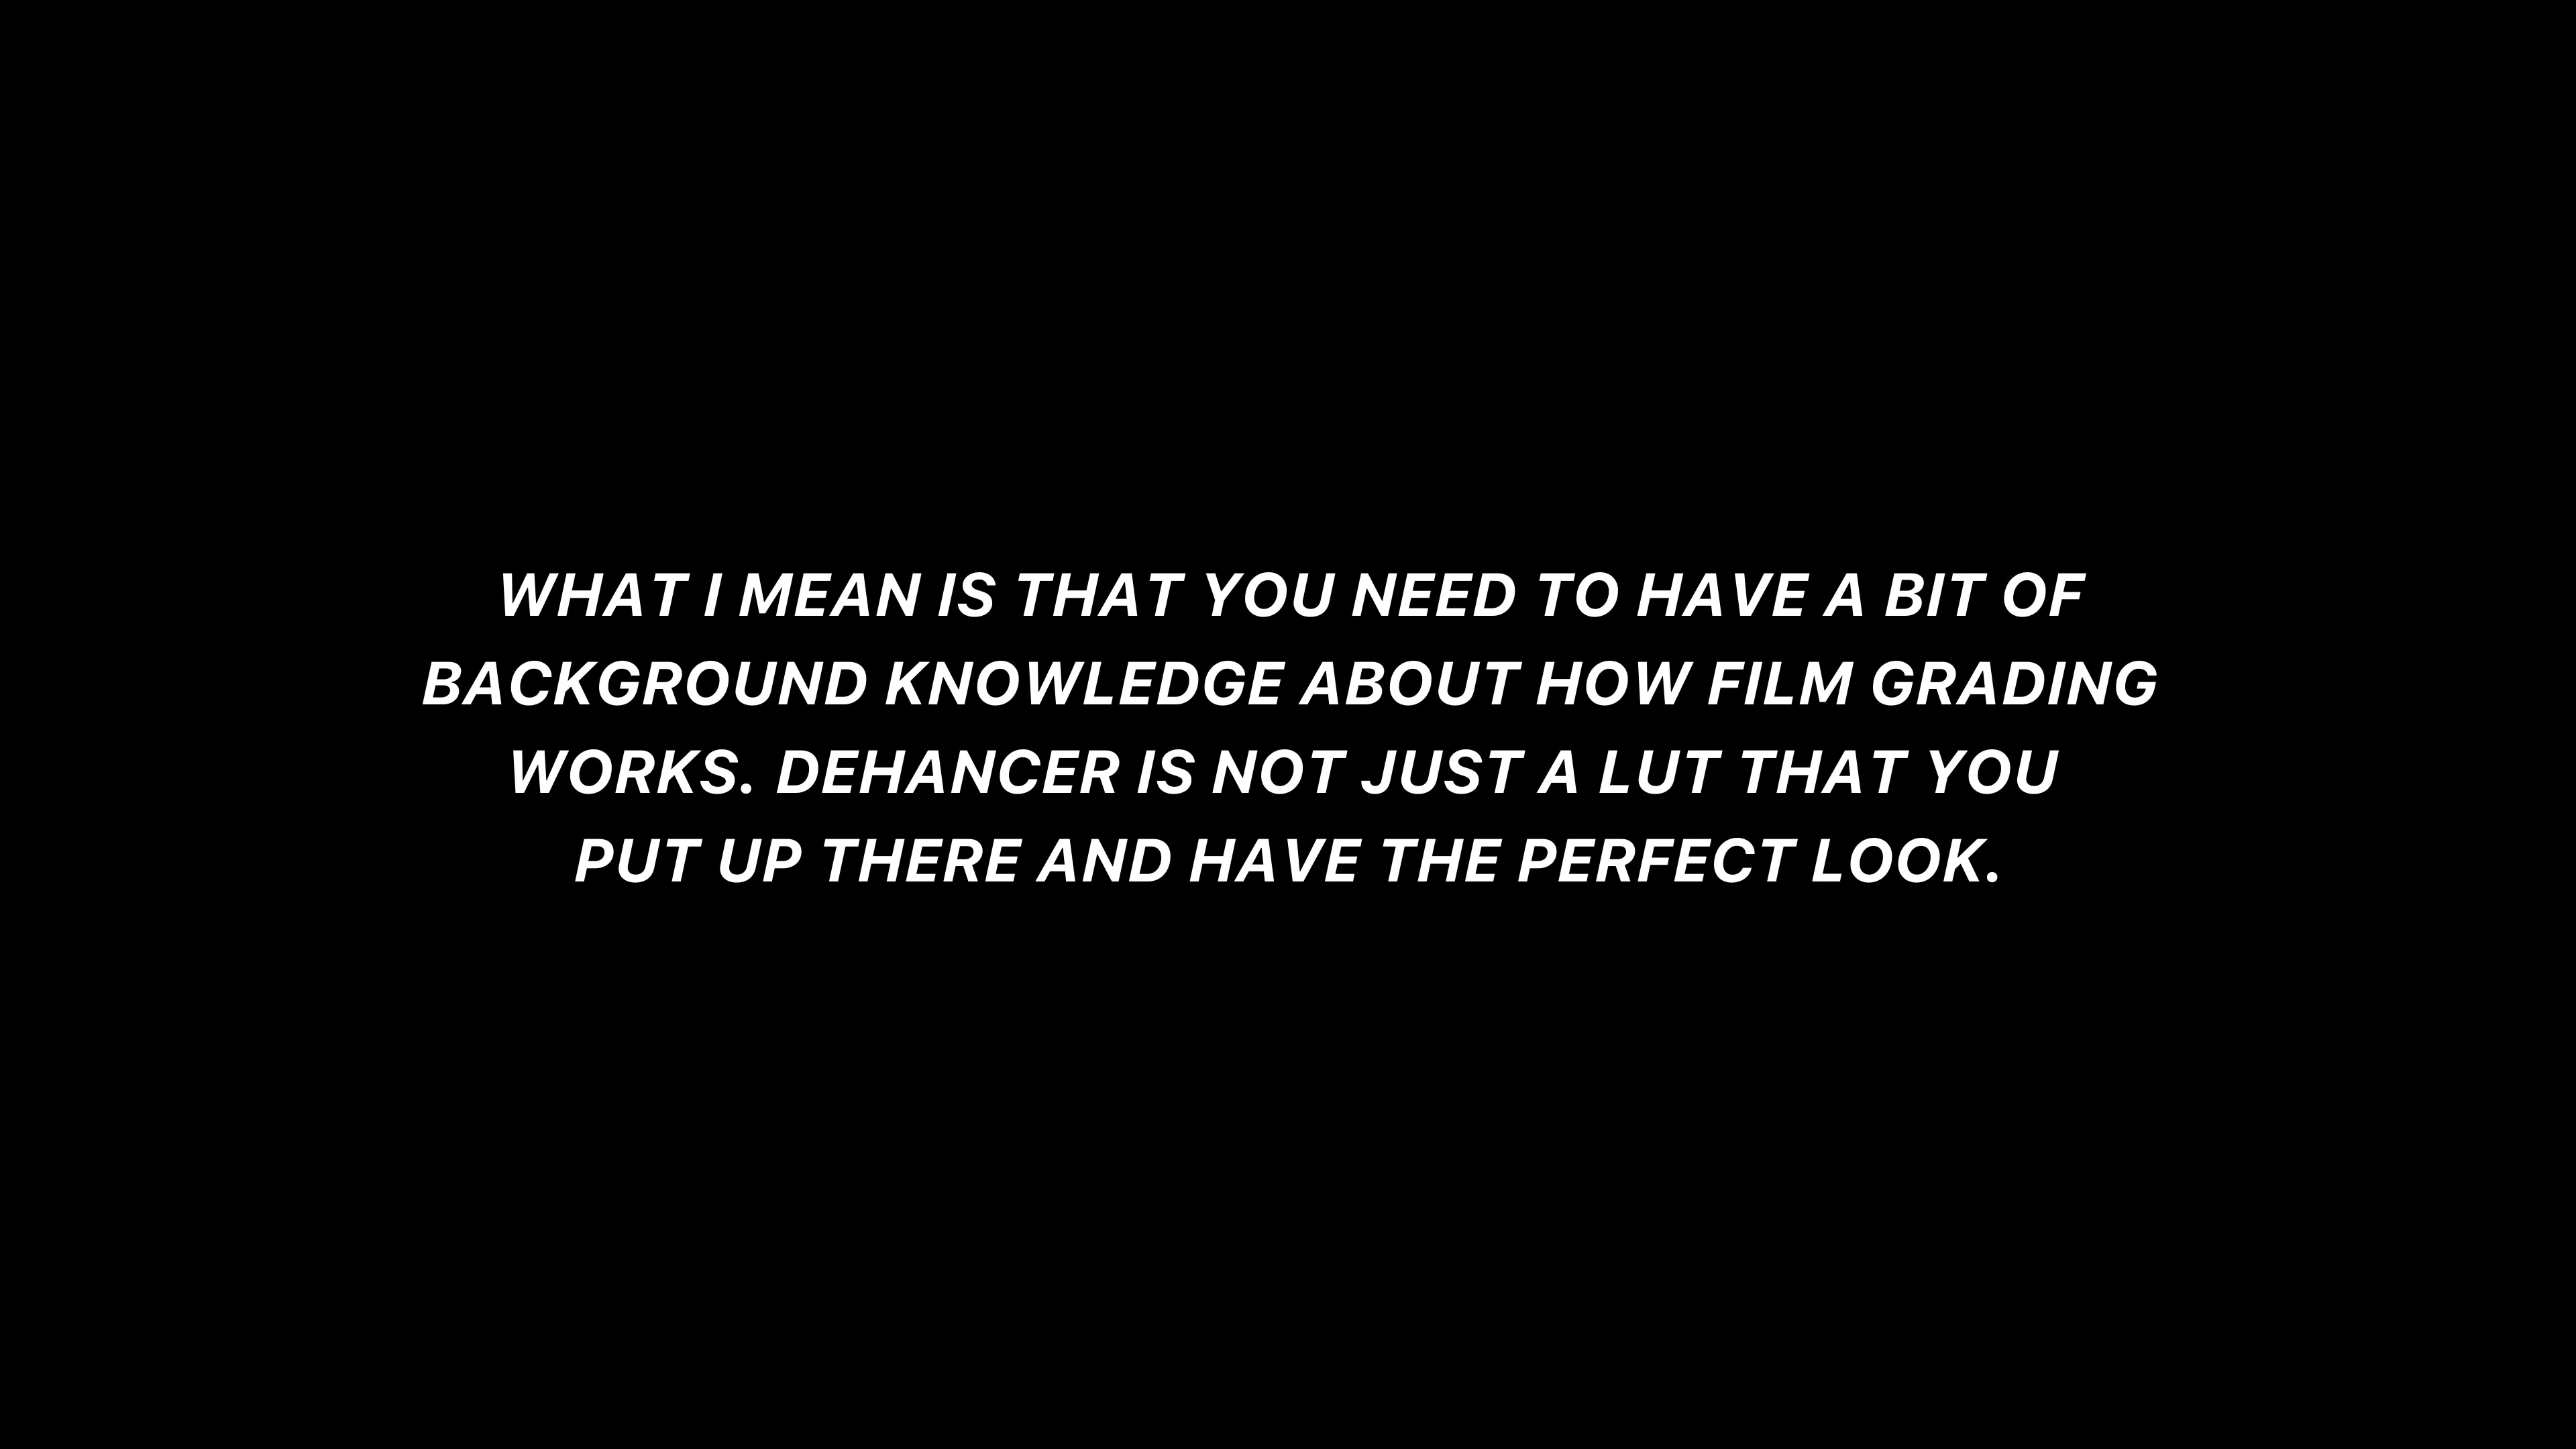 WHAT I MEAN IS THAT YOU NEED TO HAVE A BIT OF
BACKGROUND KNOWLEDGE ABOUT HOW FILM GRADING
WORKS. DEHANCER IS NOT JUST A LUT THAT YOU
PUT UP THERE AND HAVE THE PERFECT LOOK.